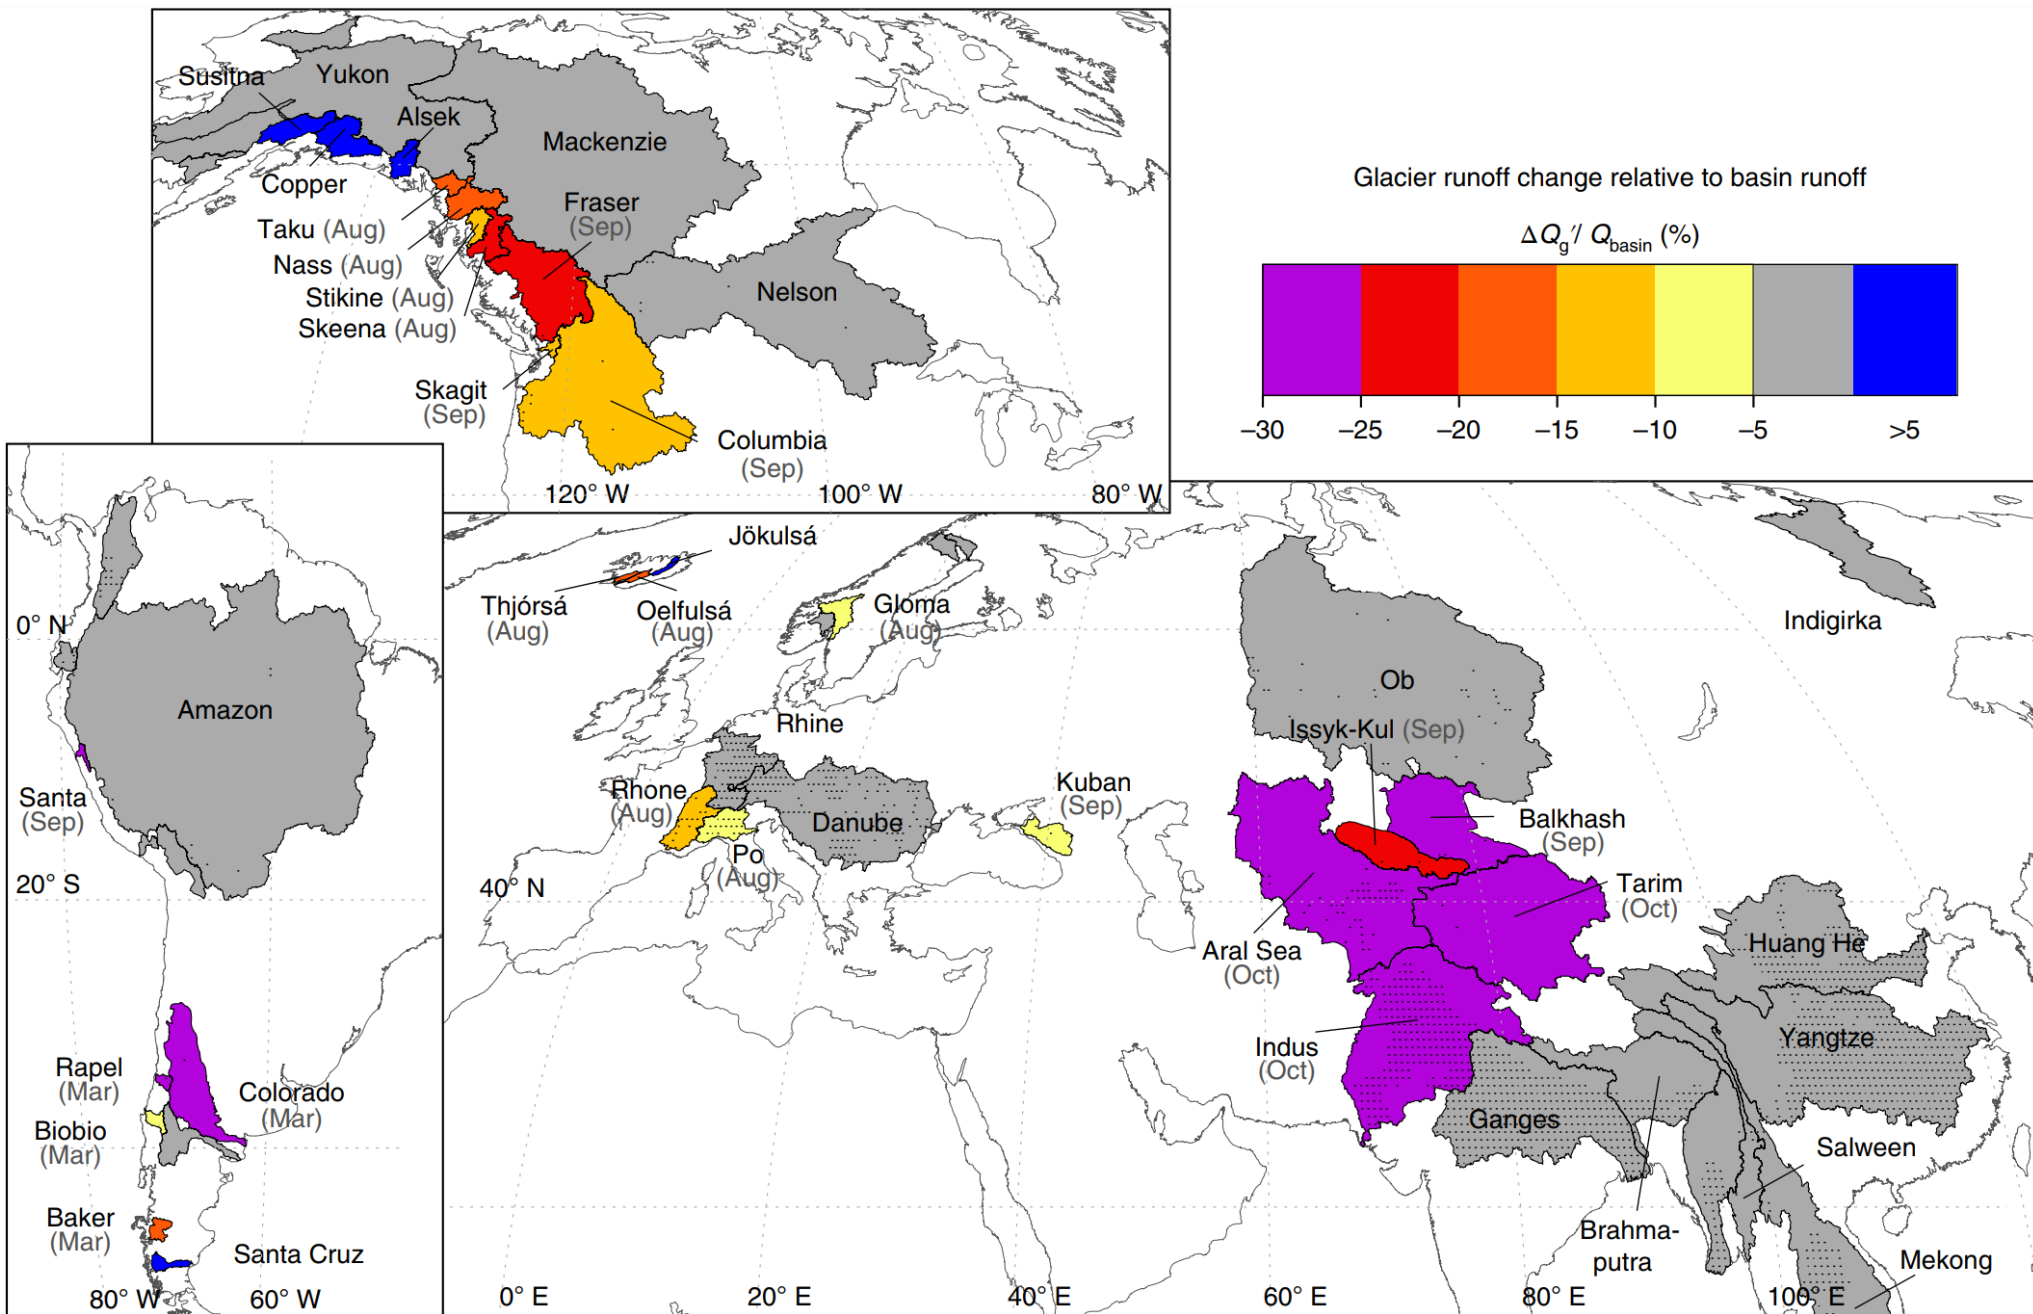 Susitna
Yukon
Alsek
Mackenzie
Copper
Taku (Aug)
Fraser
(Sep)
Nass (Aug)
Stikine (Aug)
Skeena (Aug)
Nelson
Skagit
(Sep)
Columbia
(Sep)
120° W
100° W
80° W
Glacier runoff change relative to basin runoff
ΔQg′/ Qbasin (%)
–30
–25
–20
–15
–10
–5
>5
0° N
Amazon
Santa
(Sep)
20° S
Rapel
(Mar)
Colorado
(Mar)
Biobio
(Mar)
Baker
(Mar)
Santa Cruz
80° W
60° W
Jökulsá
Thjórsá
(Aug)
Oelfulsá
(Aug)
Gloma
(Aug)
Indigirka
Ob
Rhine
Issyk-Kul (Sep)
Rhone
(Aug)
Danube
Kuban
(Sep)
Po
(Aug)
Balkhash
(Sep)
40° N
Tarim
(Oct)
Aral Sea
(Oct)
Huang He
Indus
(Oct)
Yangtze
Ganges
Salween
Brahma-
putra
Mekong
0° E
20° E
40° E
60° E
80° E
100° E